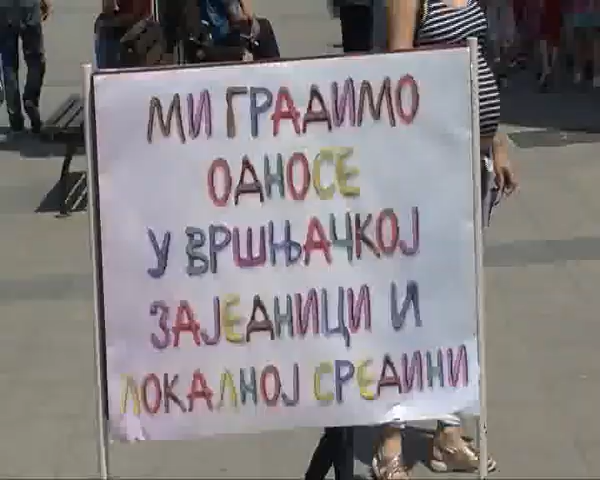 МИ ГРАДИМО
ОДНОСЕ
У ВРШЊАЧКОЈ
ЗАЈЕДНИЦИ И
ЛОКАЛНОЈ СРЕДИНИ